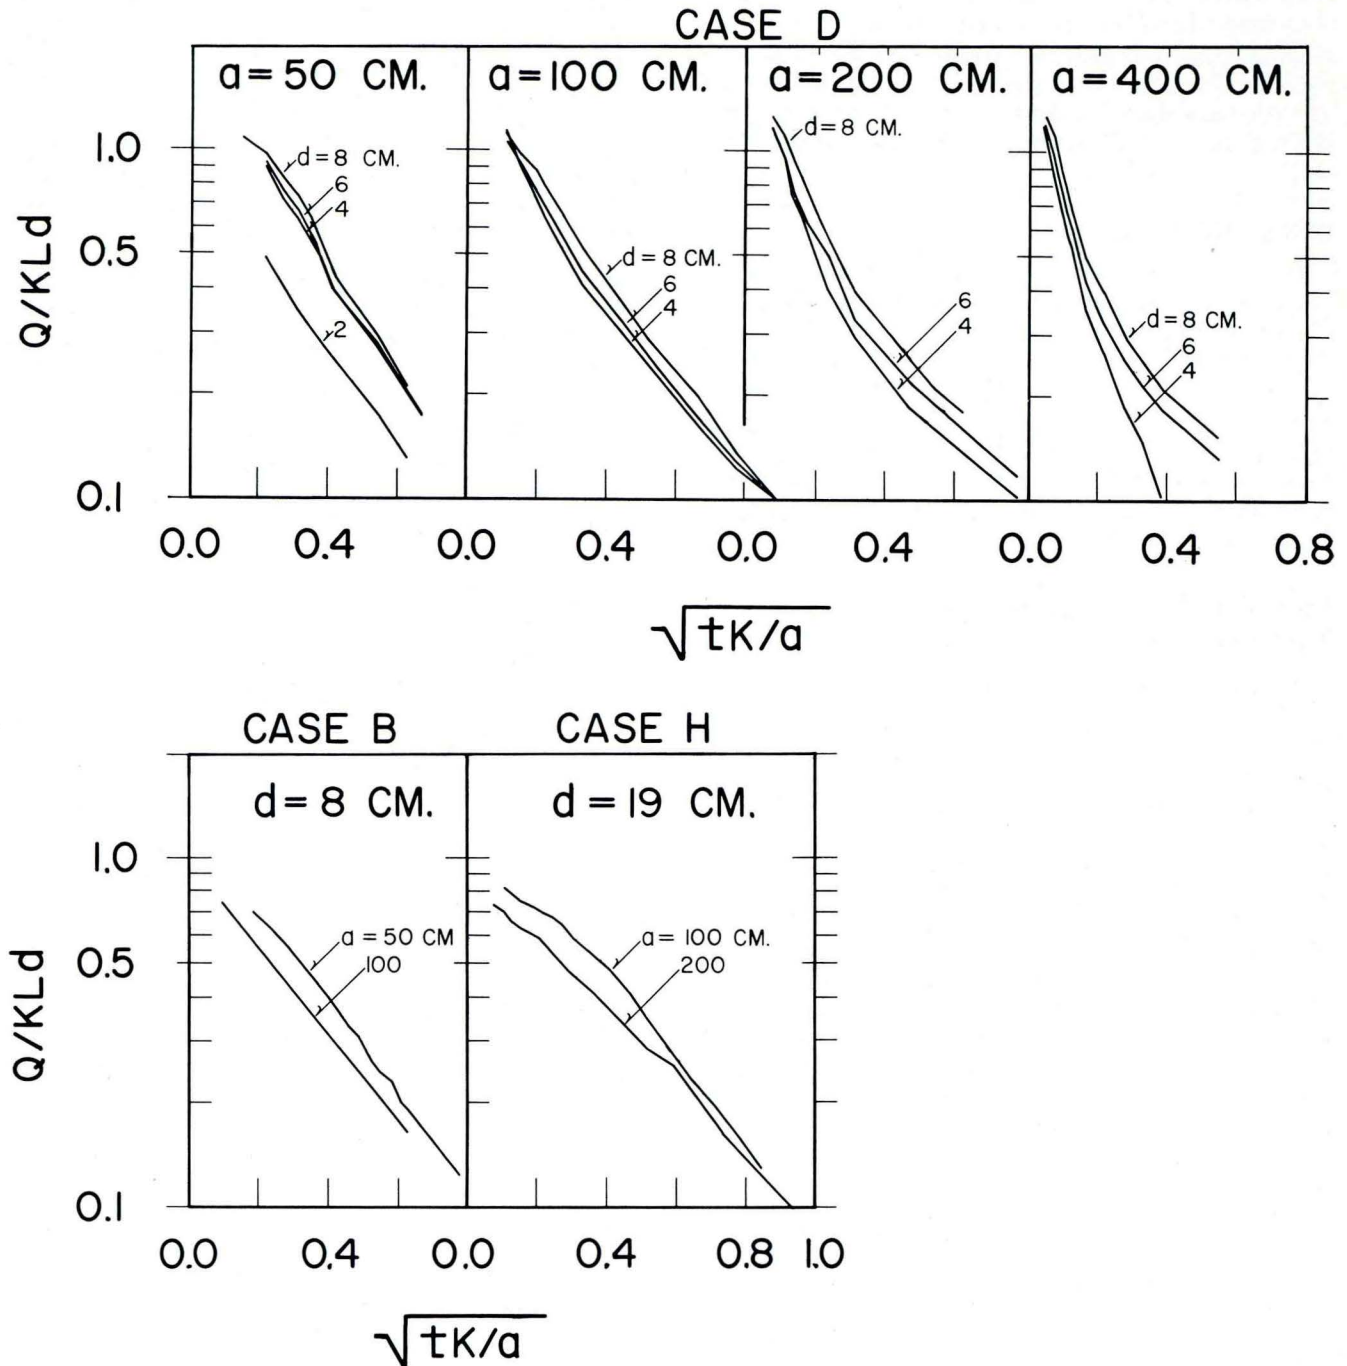 CASE D
a=50 CM.
a=100 CM.
a=200 CM.
a=400 CM.
Q/KLd
1.0
0.5
0.1
d=8 CM.
6
4
2
d=8 CM.
6
4
d=8 CM.
6
4
d=8 CM.
6
4
0.0 0.4 0.0 0.4 0.0 0.4 0.0 0.4 0.8
√tK/a
CASE B
CASE H
d=8 CM.
d=19 CM.
Q/KLd
1.0
0.5
0.1
a=50 CM
100
a=100 CM.
200
0.0 0.4 0.0 0.4 0.8 1.0
√tK/a